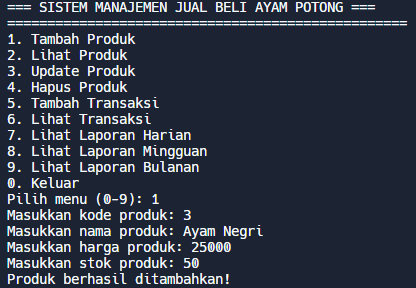 === SISTEM MANAJEMEN JUAL BELI AYAM POTONG ===
==================================================
1. Tambah Produk
2. Lihat Produk
3. Update Produk
4. Hapus Produk
5. Tambah Transaksi
6. Lihat Transaksi
7. Lihat Laporan Harian
8. Lihat Laporan Mingguan
9. Lihat Laporan Bulanan
0. Keluar
Pilih menu (0-9): 1
Masukkan kode produk: 3
Masukkan nama produk: Ayam Negri
Masukkan harga produk: 25000
Masukkan stok produk: 50
Produk berhasil ditambahkan!